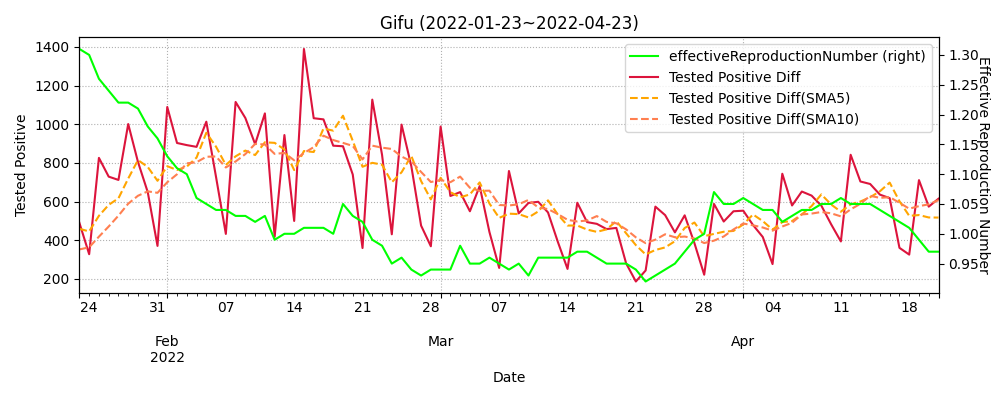 Gifu (2022-01-23~2022-04-23)
effectiveReproductionNumber (right)
Tested Positive Diff
Tested Positive Diff(SMA5)
Tested Positive Diff(SMA10)
Tested Positive
1400
1200
1000
800
600
400
200
1.30
1.25
1.20
1.15
1.10
1.05
1.00
0.95
Effective Reproduction Number
24 31 07 14 21 28 07 14 21 28 04 11 18
Feb Mar Apr
2022
Date